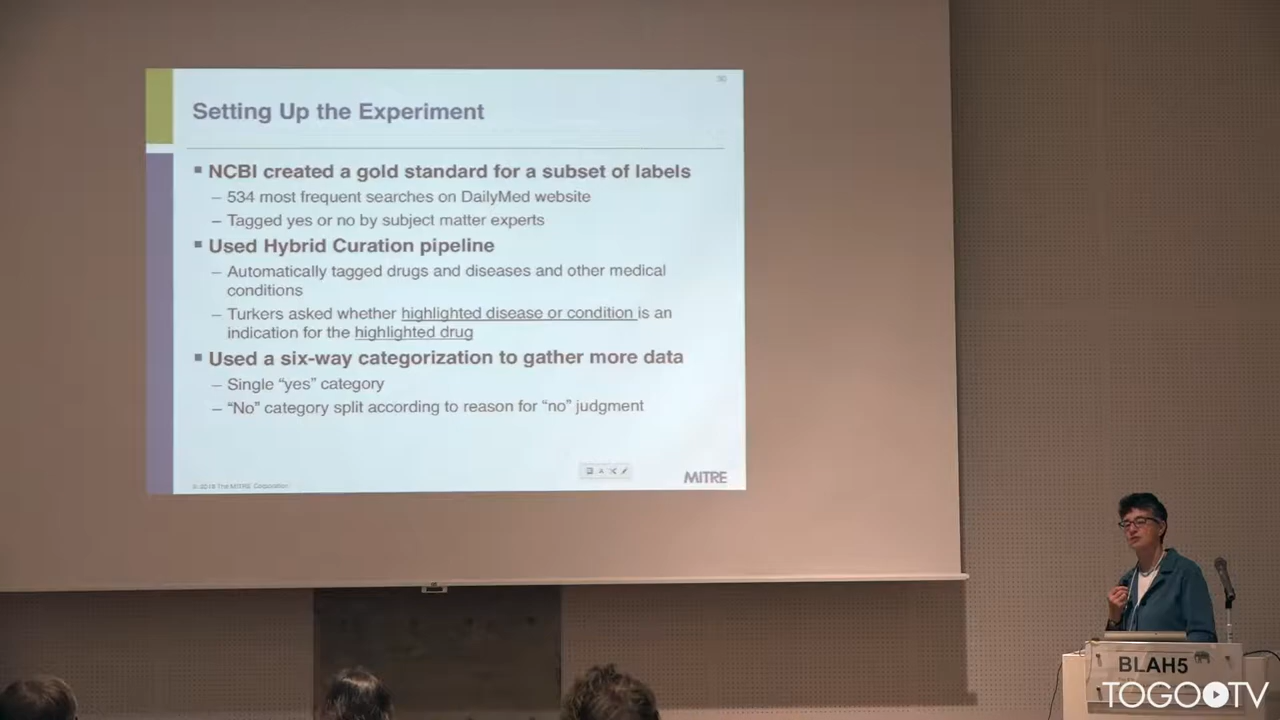 30
Setting Up the Experiment
▪ NCBI created a gold standard for a subset of labels
– 534 most frequent searches on DailyMed website
– Tagged yes or no by subject matter experts
▪ Used Hybrid Curation pipeline
– Automatically tagged drugs and diseases and other medical
conditions
– Turkers asked whether highlighted disease or condition is an
indication for the highlighted drug
▪ Used a six-way categorization to gather more data
– Single “yes” category
– “No” category split according to reason for “no” judgment
The MITRE Corporation
MITRE
BLAH5
TOGO TV